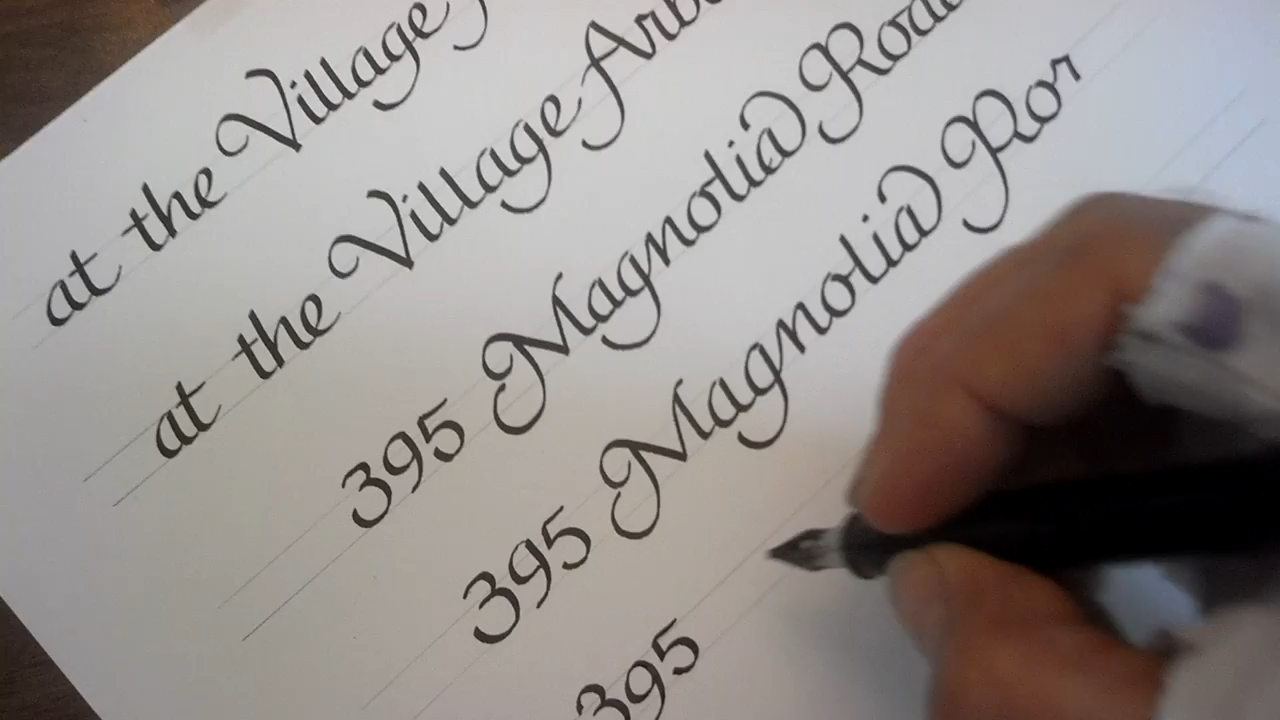 at the Village
at the Village Arb
395 Magnolia Road
395 Magnolia Ror
395